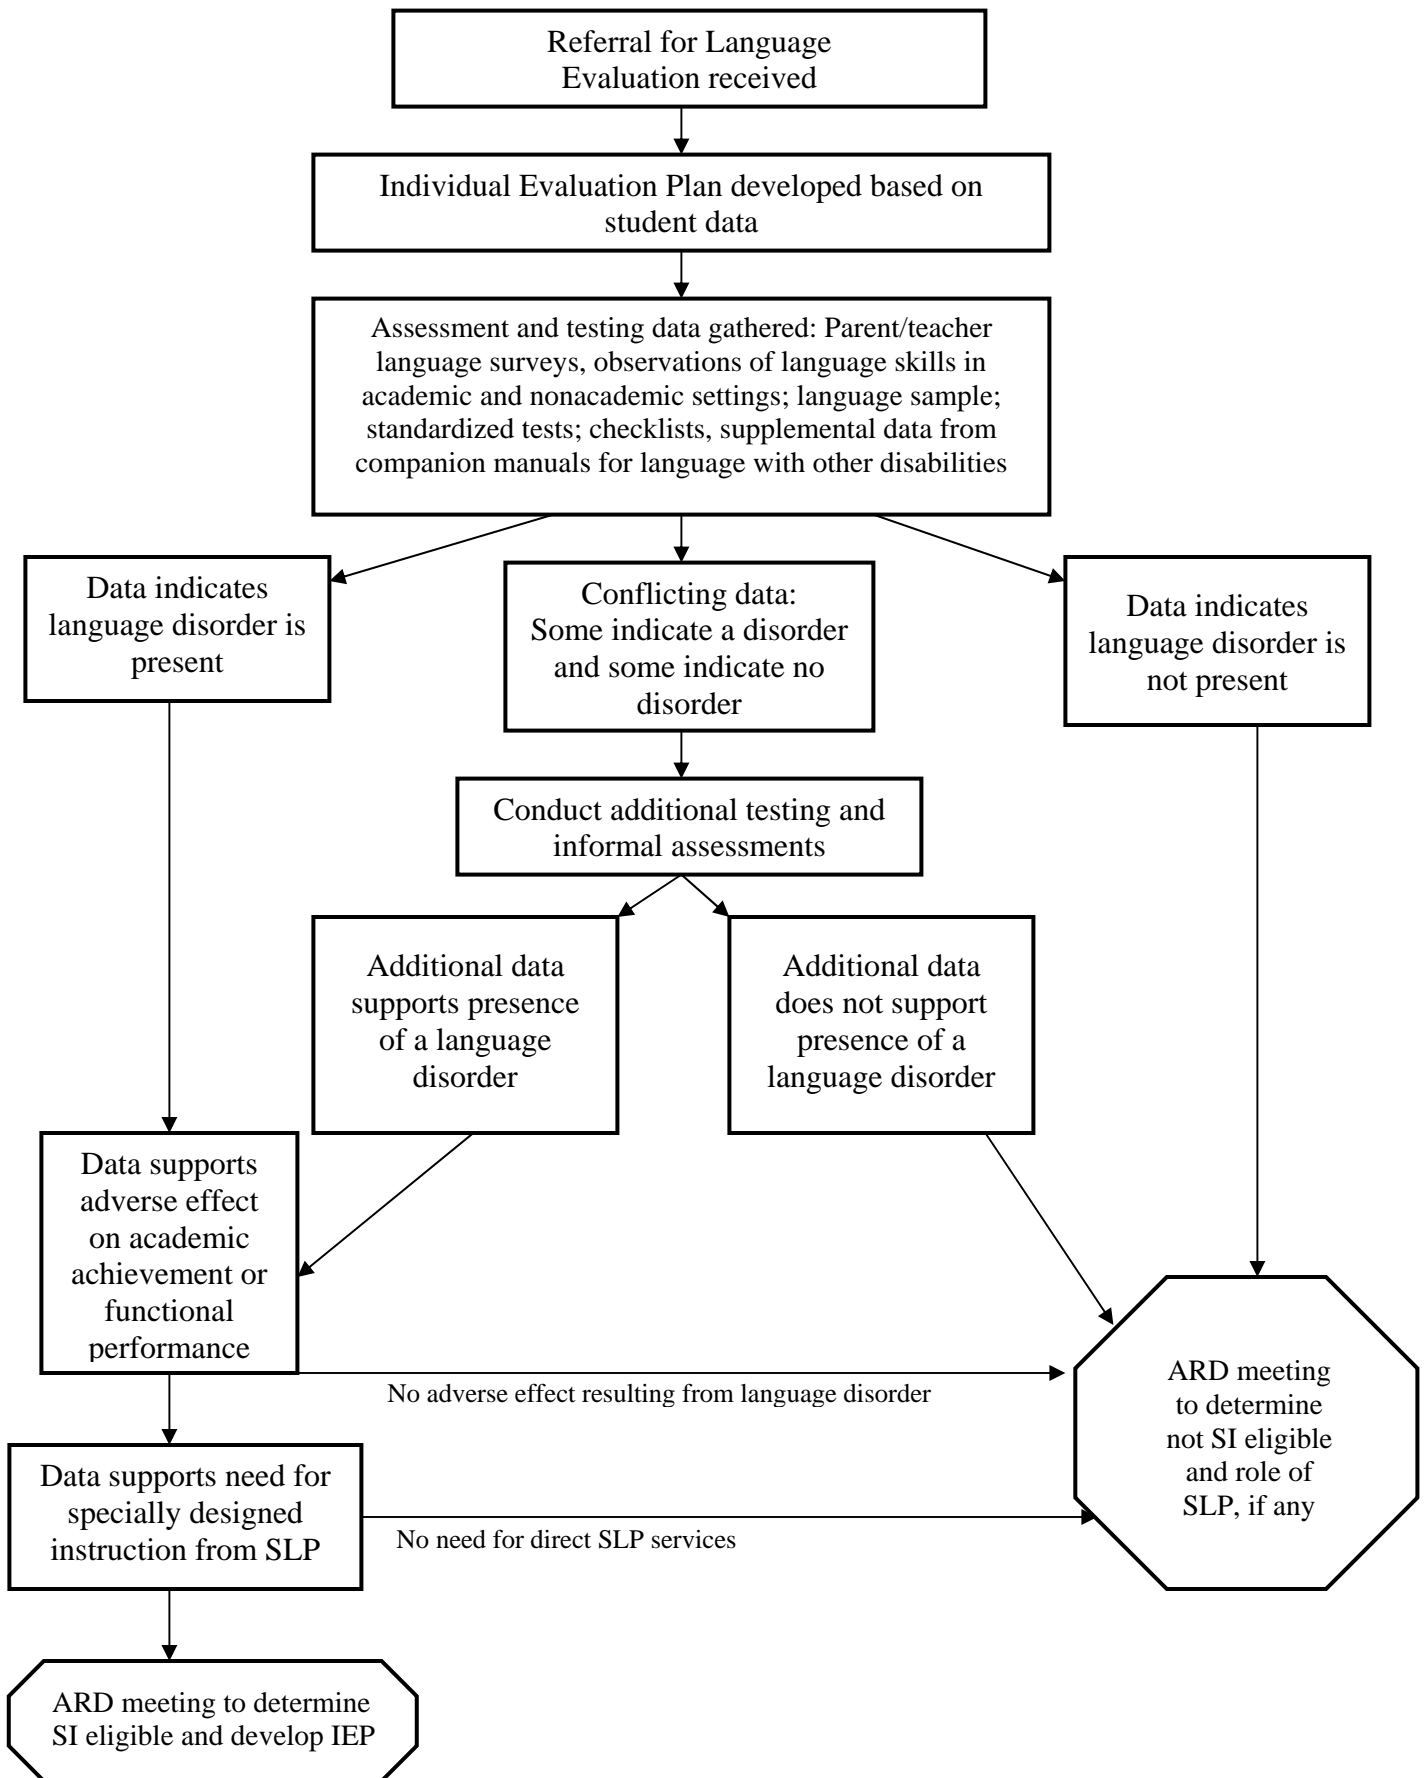 Referral for Language
Evaluation received
Individual Evaluation Plan developed based on
student data
Assessment and testing data gathered: Parent/teacher
language surveys, observations of language skills in
academic and nonacademic settings; language sample;
standardized tests; checklists, supplemental data from
companion manuals for language with other disabilities
Data indicates
language disorder is
present
Conflicting data:
Some indicate a disorder
and some indicate no
disorder
Data indicates
language disorder is
not present
Conduct additional testing and
informal assessments
Additional data
supports presence
of a language
disorder
Additional data
does not support
presence of a
language disorder
Data supports
adverse effect
on academic
achievement or
functional
performance
No adverse effect resulting from language disorder
ARD meeting
to determine
not SI eligible
and role of
SLP, if any
Data supports need for
specially designed
instruction from SLP
No need for direct SLP services
ARD meeting to determine
SI eligible and develop IEP